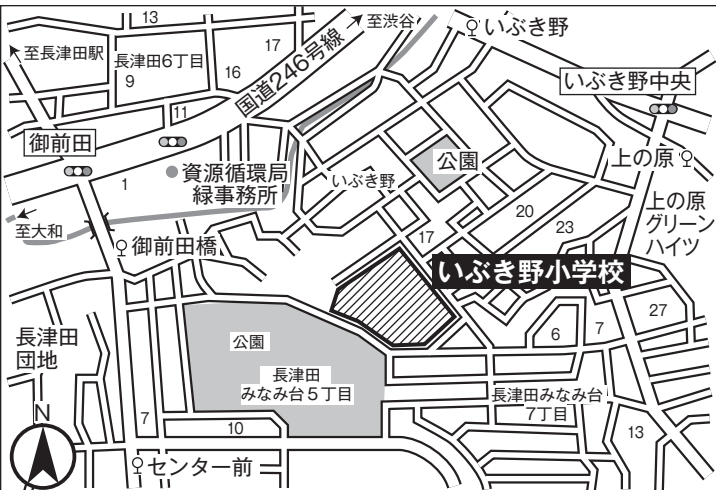 13
至渋谷
いぶき野
至長津田駅
長津田6丁目
9
17
16
国道246号線
いぶき野中央
11
御前田
公園
上の原
1
資源循環局
緑事務所
いぶき野
上の原
グリーン
ハイツ
20
23
至大和
御前田橋
17
いぶき野小学校
27
長津田
団地
公園
6
7
長津田
みなみ台5丁目
長津田みなみ台
7丁目
N
7
10
13
センター前